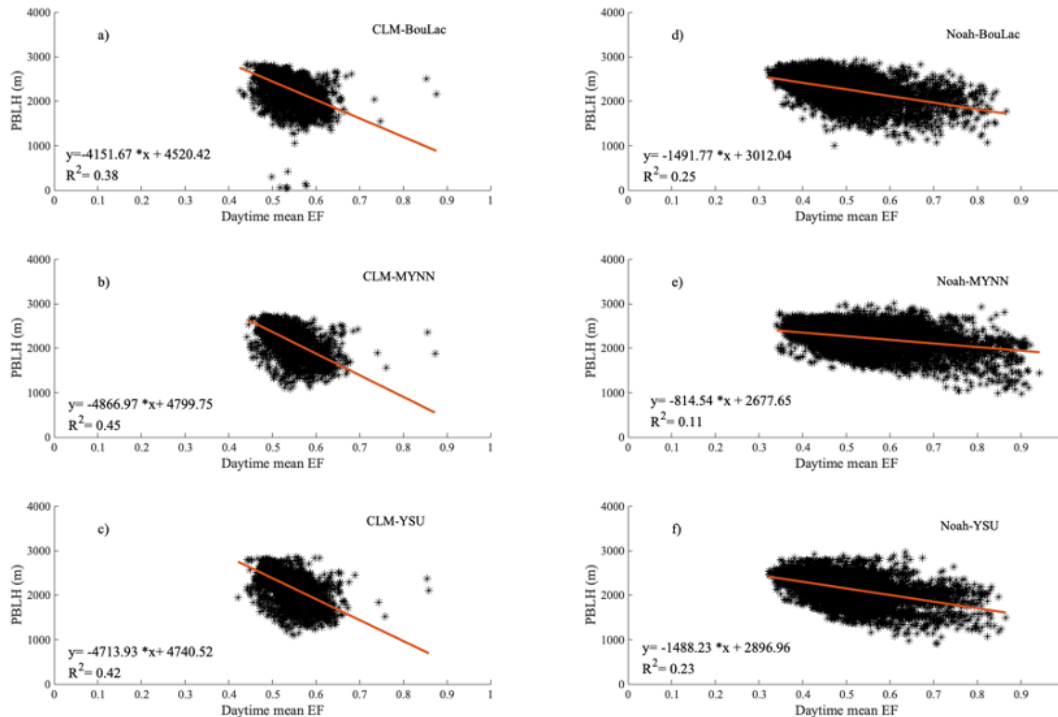 a)
CLM-BouLac
4000
3000
2000
1000
0
PBLH (m)
y=-4151.67 *x + 4520.42
R2= 0.38
0 0.1 0.2 0.3 0.4 0.5 0.6 0.7 0.8 0.9 1
Daytime mean EF
d)
Noah-BouLac
4000
3000
2000
1000
0
PBLH (m)
y= -1491.77 *x + 3012.04
R2 = 0.25
0 0.1 0.2 0.3 0.4 0.5 0.6 0.7 0.8 0.9
Daytime mean EF
b)
CLM-MYNN
4000
3000
2000
1000
0
PBLH (m)
y= -4866.97 *x+ 4799.75
R2= 0.45
0 0.1 0.2 0.3 0.4 0.5 0.6 0.7 0.8 0.9 1
Daytime mean EF
e)
Noah-MYNN
4000
3000
2000
1000
0
PBLH (m)
y= -814.54 *x + 2677.65
R2 = 0.11
0 0.1 0.2 0.3 0.4 0.5 0.6 0.7 0.8 0.9
Daytime mean EF
c)
CLM-YSU
4000
3000
2000
1000
0
PBLH (m)
y= -4713.93 *x+ 4740.52
R2= 0.42
0 0.1 0.2 0.3 0.4 0.5 0.6 0.7 0.8 0.9 1
Daytime mean EF
f)
Noah-YSU
4000
3000
2000
1000
0
PBLH (m)
y= -1488.23 *x + 2896.96
R2 = 0.23
0 0.1 0.2 0.3 0.4 0.5 0.6 0.7 0.8 0.9
Daytime mean EF